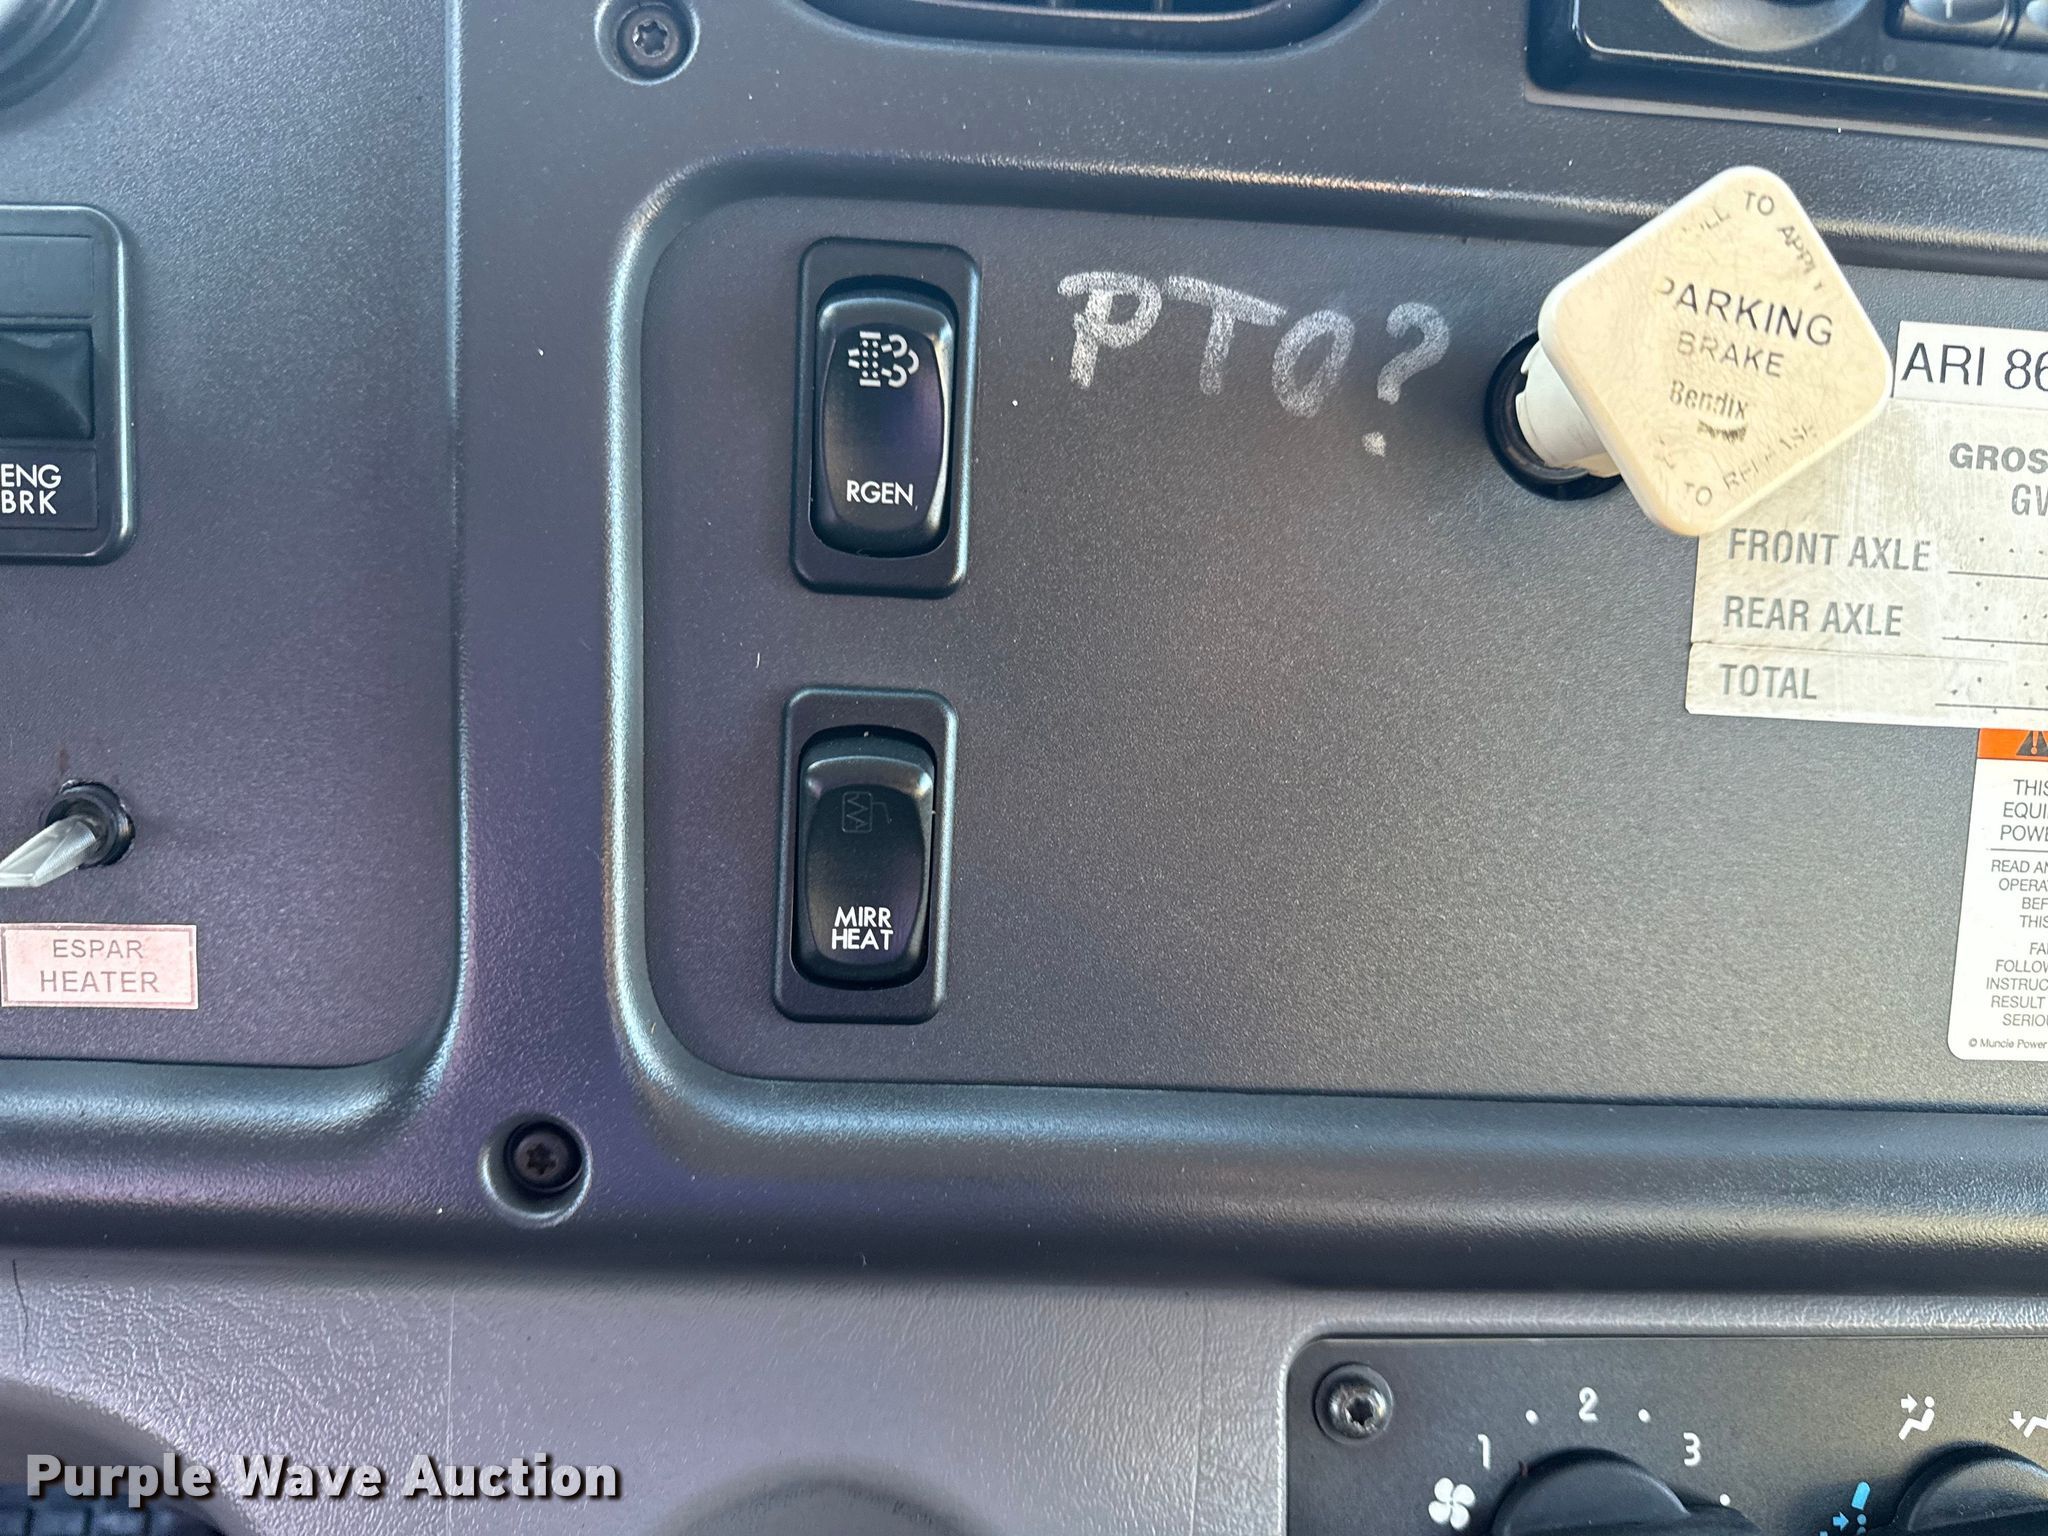 ENG
BRK
ESPAR
HEATER
RGEN
MIRR
HEAT
PTO?
TO APPLY
PARKING
BRAKE
Bendix
TO RELEASE
ARI 86
GROS
GV
FRONT AXLE
REAR AXLE
TOTAL
THIS
EQUI
POWE
READ AN
OPERA
BEF
THIS
FA
FOLLOW
INSTRUC
RESULT
SERIOU
© Muncie Power
1 2 3
Purple Wave Auction